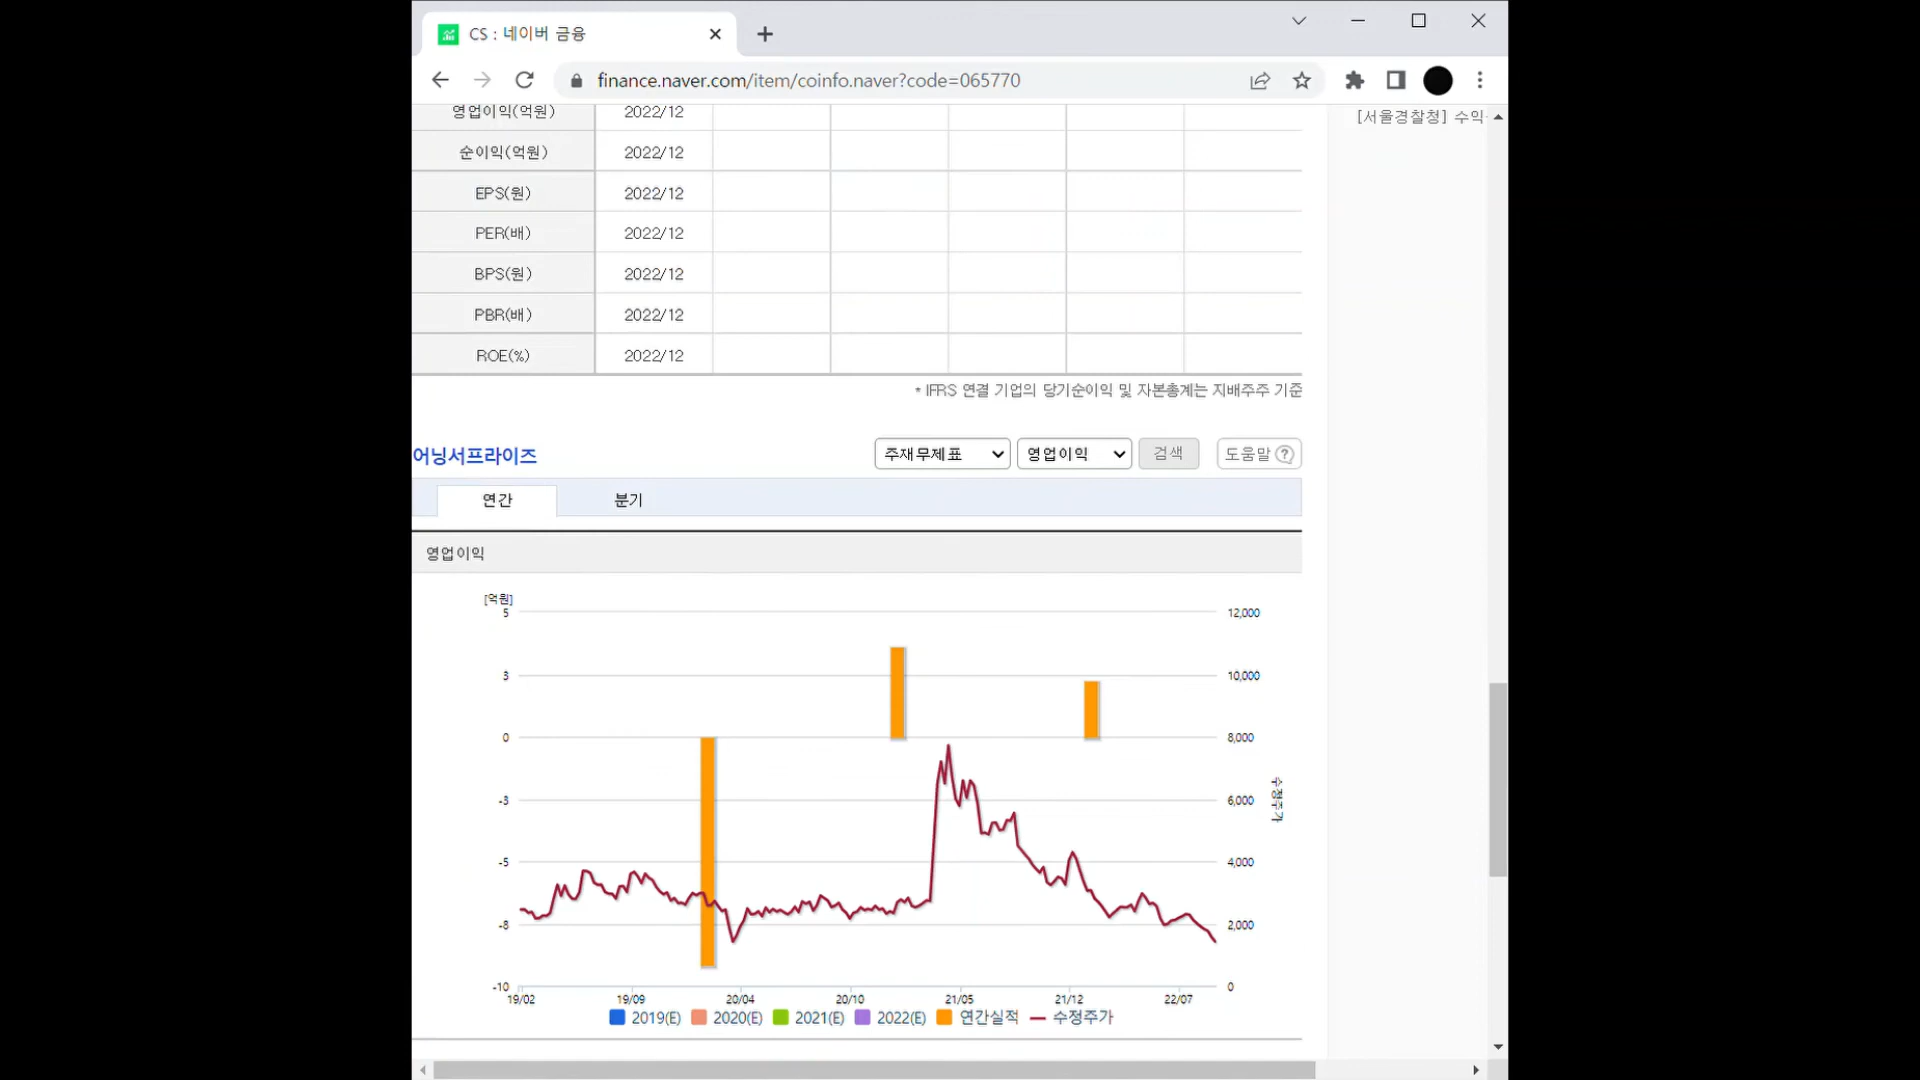 CS : 네이버 금융
finance.naver.com/item/coinfo.naver?code=065770
영업이익(억원) 2022/12
[서울경찰청] 수익
순이익(억원) 2022/12
EPS(원) 2022/12
PER(배) 2022/12
BPS(원) 2022/12
PBR(배) 2022/12
ROE(%) 2022/12
* IFRS 연결 기업의 당기순이익 및 자본총계는 지배주주 기준
어닝서프라이즈 주재무제표 영업이익 검색 도움말 ?
연간 분기
영업이익
[억원]
5 12,000
3 10,000
0 8,000
-3 6,000
-5 4,000
-8 2,000
-10 0
수정주가
19/02 19/09 20/04 20/10 21/05 21/12 22/07
2019(E) 2020(E) 2021(E) 2022(E) 연간실적 수정주가